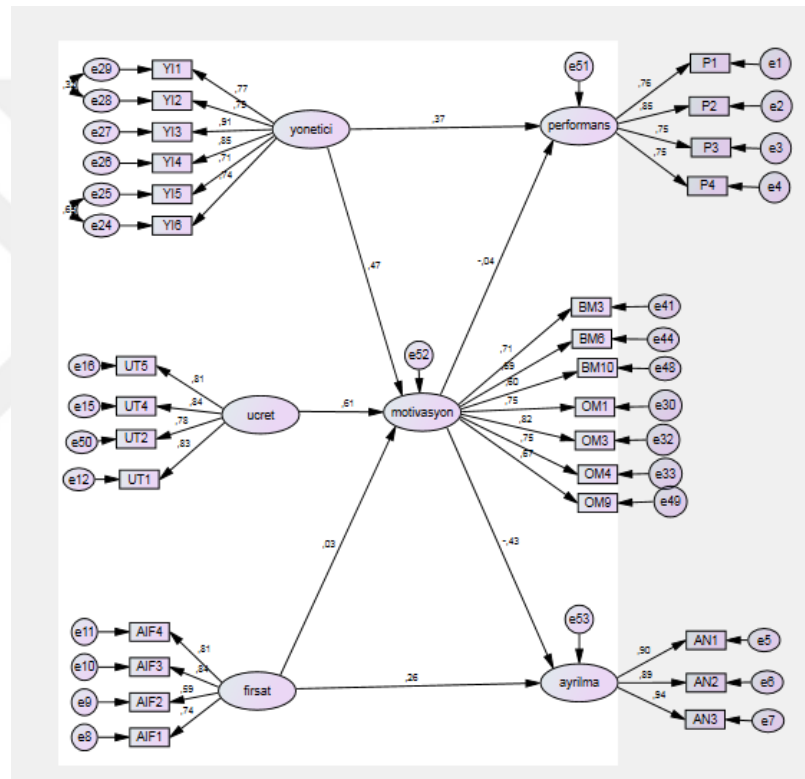 e29 YI1 ,77
e28 YI2
e27 YI3 ,91
e26 YI4 ,85
e25 YI5 ,71
e24 YI6 ,74
yonetici
,37
e51
performans
,76 P1 e1
,85 P2 e2
,75 P3 e3
,75 P4 e4
,47
-,04
e16 UT5 ,81
e15 UT4 ,84
e50 UT2 ,78
e12 UT1 ,83
ucret
,61
e52
motivasyon
,71 BM3 e41
,69 BM6 e44
,60 BM10 e48
,75 OM1 e30
,82 OM3 e32
,75 OM4 e33
,67 OM9 e49
,03
-,43
e11 AIF4 ,81
e10 AIF3 ,84
e9 AIF2 ,59
e8 AIF1 ,74
firsat
,26
e53
ayrilma
,90 AN1 e5
,89 AN2 e6
,94 AN3 e7